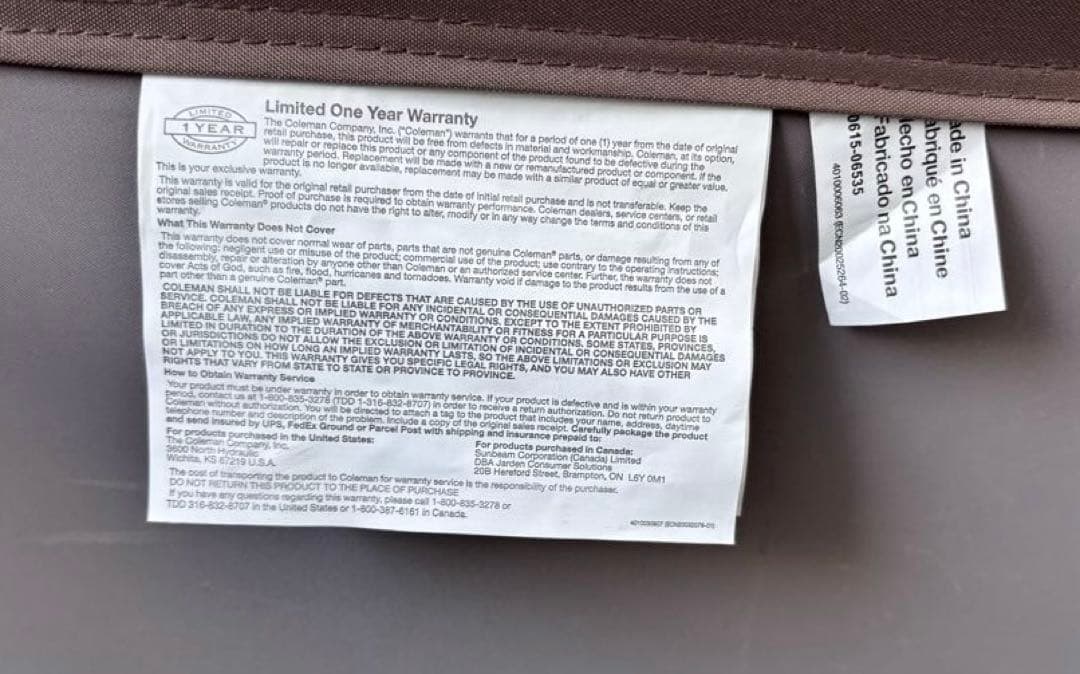 LIMITED
1 YEAR
WARRANTY
Limited One Year Warranty
The Coleman Company, Inc. ("Coleman") warrants that for a period of one (1) year from the date of original
retail purchase, this product will be free from defects in material and workmanship. Coleman, at its option,
will repair or replace this product or any component of the product found to be defective during the
warranty period. Replacement will be made with a new or remanufactured product or component. If the
product is no longer available, replacement may be made with a similar product of equal or greater value.
This is your exclusive warranty.
This warranty is valid for the original retail purchaser from the date of initial retail purchase and is not transferable. Keep the
original sales receipt. Proof of purchase is required to obtain warranty performance. Coleman dealers, service centers, or retail
stores selling Coleman® products do not have the right to alter, modify or in any way change the terms and conditions of this
warranty.
What This Warranty Does Not Cover
This warranty does not cover normal wear of parts, parts that are not genuine Coleman® parts, or damage resulting from any of
the following: negligent use or misuse of the product; commercial use of the product; use contrary to the operating instructions;
disassembly, repair or alteration by anyone other than Coleman or an authorized service center. Further, the warranty does not
cover Acts of God, such as fire, flood, hurricanes and tornadoes. Warranty void if damage to the product results from the use of a
part other than a genuine Coleman® part.
COLEMAN SHALL NOT BE LIABLE FOR DEFECTS THAT ARE CAUSED BY THE USE OF UNAUTHORIZED PARTS OR
SERVICE. COLEMAN SHALL NOT BE LIABLE FOR ANY INCIDENTAL OR CONSEQUENTIAL DAMAGES CAUSED BY THE
BREACH OF ANY EXPRESS OR IMPLIED WARRANTY OR CONDITIONS. EXCEPT TO THE EXTENT PROHIBITED BY
APPLICABLE LAW, ANY IMPLIED WARRANTY OF MERCHANTABILITY OR FITNESS FOR A PARTICULAR PURPOSE IS
LIMITED IN DURATION TO THE DURATION OF THE ABOVE WARRANTY OR CONDITIONS. SOME STATES, PROVINCES,
OR JURISDICTIONS DO NOT ALLOW THE EXCLUSION OR LIMITATION OF INCIDENTAL OR CONSEQUENTIAL DAMAGES
OR LIMITATIONS ON HOW LONG AN IMPLIED WARRANTY LASTS, SO THE ABOVE LIMITATIONS OR EXCLUSION MAY
NOT APPLY TO YOU. THIS WARRANTY GIVES YOU SPECIFIC LEGAL RIGHTS, AND YOU MAY ALSO HAVE OTHER
RIGHTS THAT VARY FROM STATE TO STATE OR PROVINCE TO PROVINCE.
How to Obtain Warranty Service
Your product must be under warranty in order to obtain warranty service. If your product is defective and is within your warranty
period, contact us at 1-800-835-3278 (TDD 1-316-832-8707) in order to receive a return authorization. Do not return product to
Coleman without authorization. You will be directed to attach a tag to the product that includes your name, address, daytime
telephone number and description of the problem. Include a copy of the original sales receipt. Carefully package the product
and send insured by UPS, FedEx Ground or Parcel Post with shipping and insurance prepaid to:
For products purchased in the United States:
The Coleman Company, Inc.
3600 North Hydraulic
Wichita, KS 67219 U.S.A.
For products purchased in Canada:
Sunbeam Corporation (Canada) Limited
DBA Jarden Consumer Solutions
20B Hereford Street, Brampton, ON L6Y 0M1
The cost of transporting the product to Coleman for warranty service is the responsibility of the purchaser.
DO NOT RETURN THIS PRODUCT TO THE PLACE OF PURCHASE
If you have any questions regarding this warranty, please call 1-800-835-3278 or
TDD 316-832-8707 in the United States or 1-800-387-6161 in Canada.
ade in China
abriqué en Chine
lecho en China
Fabricado na China
0615-06535